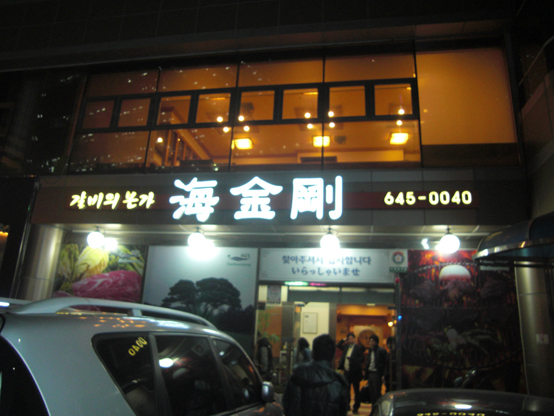 갈비의 본가 海金剛 645-0040
찾아주셔서 감사합니다
いらっしゃいませ
0040